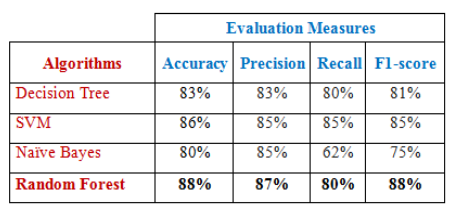 Evaluation Measures
Algorithms Accuracy Precision Recall F1-score
Decision Tree 83% 83% 80% 81%
SVM 86% 85% 85% 85%
Naïve Bayes 80% 85% 62% 75%
Random Forest 88% 87% 80% 88%